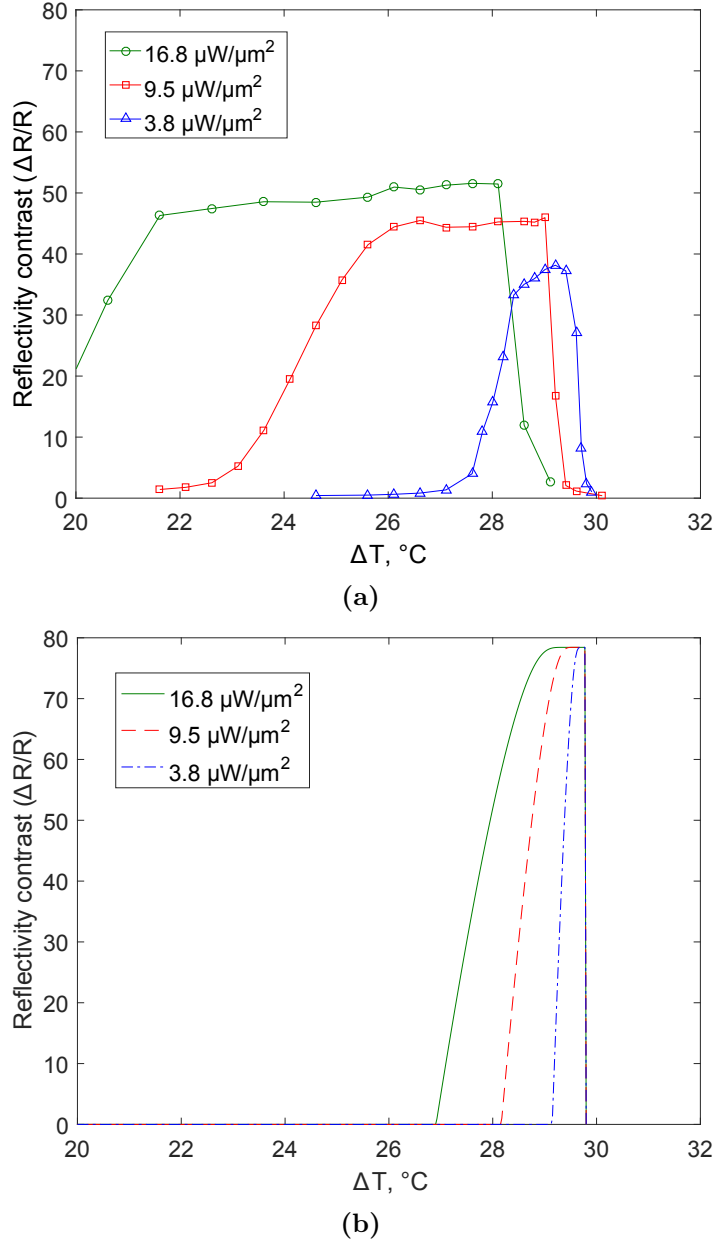 80
70
60
50
40
30
20
10
0
Reflectivity contrast (ΔR/R)
16.8 µW/µm²
9.5 µW/µm²
3.8 µW/µm²
20 22 24 26 28 30 32
ΔT, °C
(a)
80
70
60
50
40
30
20
10
0
Reflectivity contrast (ΔR/R)
16.8 µW/µm²
9.5 µW/µm²
3.8 µW/µm²
20 22 24 26 28 30 32
ΔT, °C
(b)